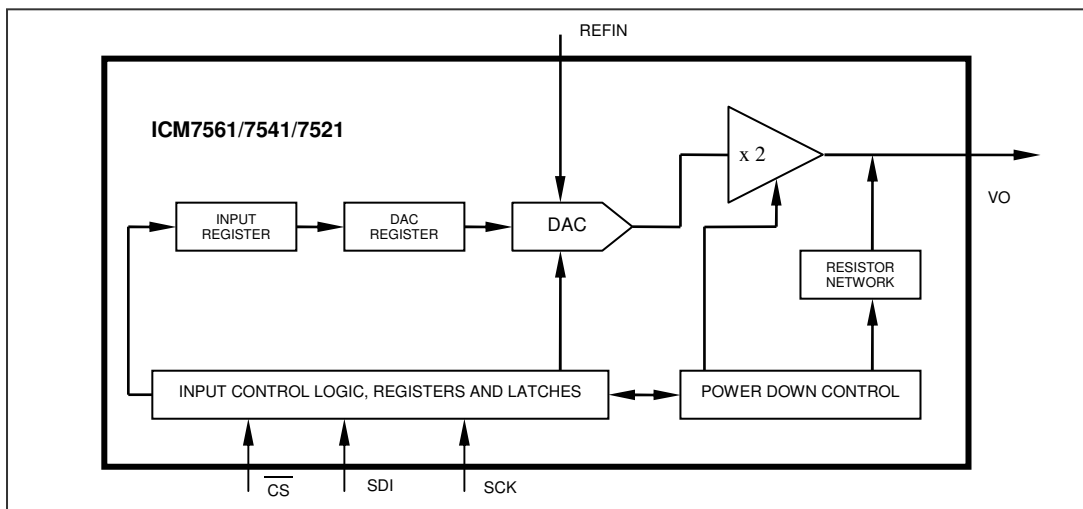 REFIN
ICM7561/7541/7521
x 2
VO
INPUT
REGISTER
DAC
REGISTER
DAC
RESISTOR
NETWORK
INPUT CONTROL LOGIC, REGISTERS AND LATCHES
POWER DOWN CONTROL
CS
SDI
SCK